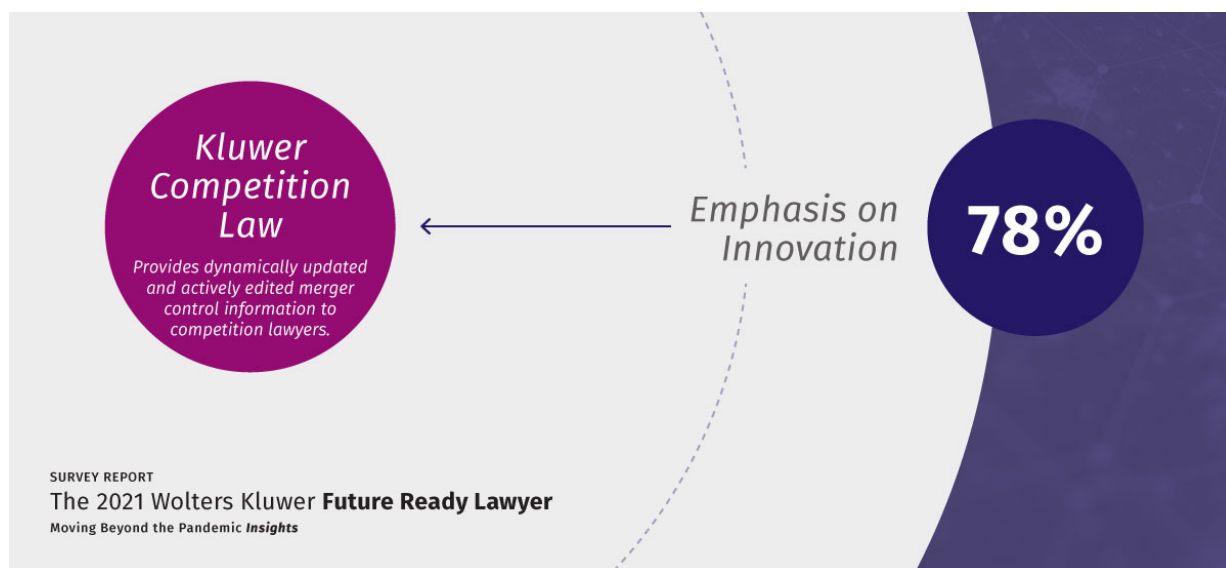 Kluwer
Competition
Law
Provides dynamically updated
and actively edited merger
control information to
competition lawyers.
Emphasis on
Innovation
78%
SURVEY REPORT
The 2021 Wolters Kluwer Future Ready Lawyer
Moving Beyond the Pandemic Insights